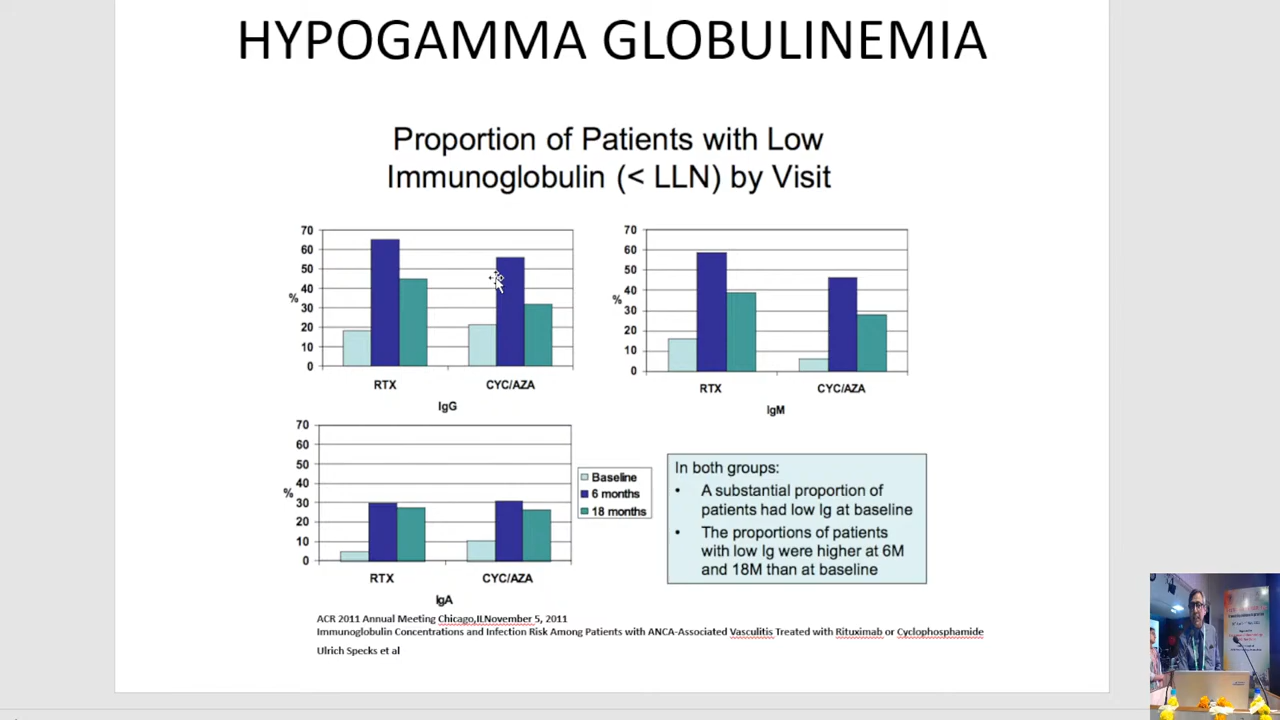 HYPOGAMMA GLOBULINEMIA
Proportion of Patients with Low
Immunoglobulin (< LLN) by Visit
70
60
50
40
30
20
10
0
%
RTX
CYC/AZA
IgG
70
60
50
40
30
20
10
0
%
RTX
CYC/AZA
IgM
70
60
50
40
30
20
10
0
%
RTX
CYC/AZA
IgA
Baseline
6 months
18 months
In both groups:
• A substantial proportion of
patients had low Ig at baseline
• The proportions of patients
with low Ig were higher at 6M
and 18M than at baseline
ACR 2011 Annual Meeting Chicago,ILNovember 5, 2011
Immunoglobulin Concentrations and Infection Risk Among Patients with ANCA-Associated Vasculitis Treated with Rituximab or Cyclophosphamide
Ulrich Specks et al